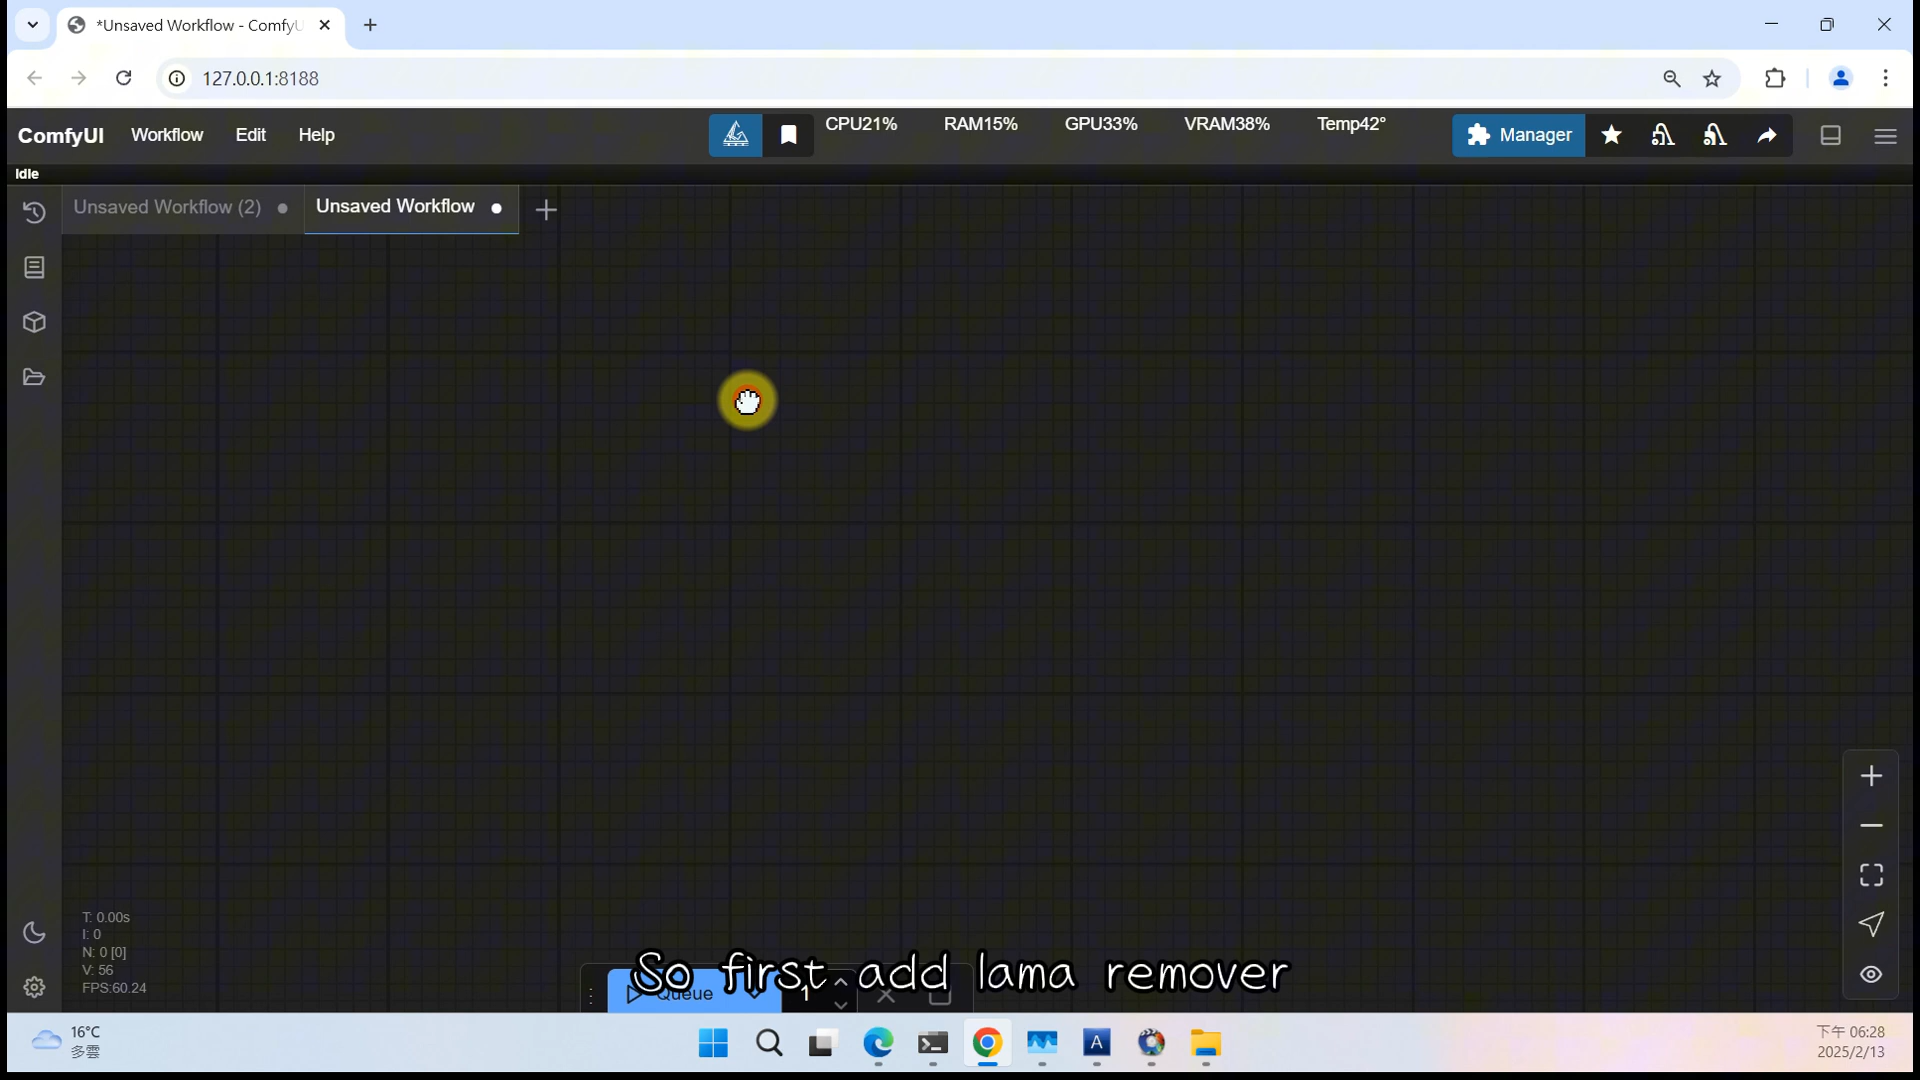 *Unsaved Workflow - ComfyU
127.0.0.1:8188
ComfyUI Workflow Edit Help
CPU21% RAM15% GPU33% VRAM38% Temp42°
Manager
Idle
Unsaved Workflow (2)
Unsaved Workflow
T: 0.00s
I: 0
N: 0 [0]
V: 56
FPS:60.24
So first add lama remover
Queue 1
16°C
多雲
A
下午 06:28
2025/2/13